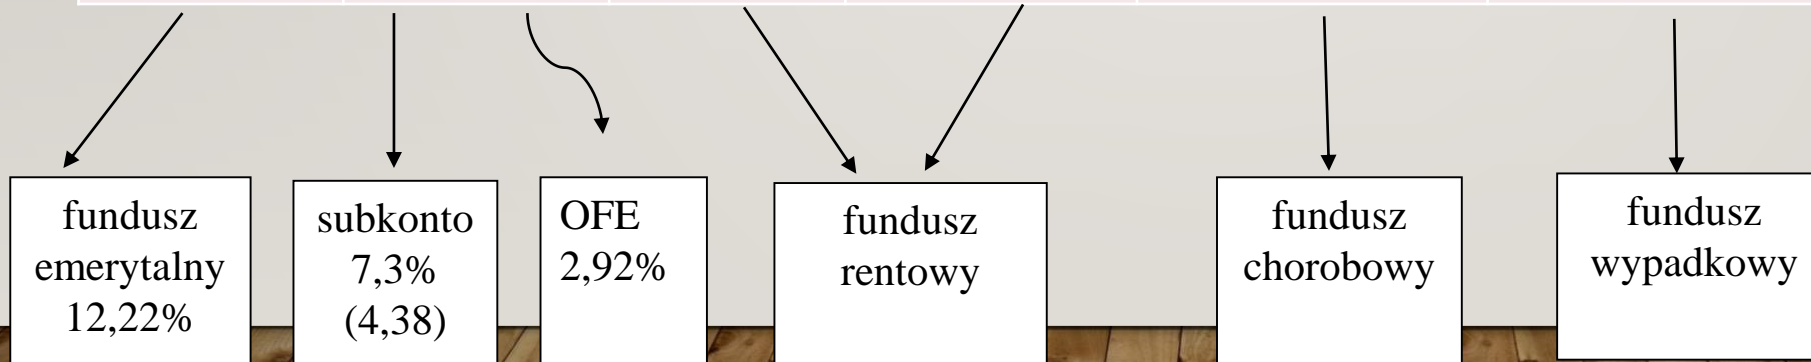 fundusz
emerytalny
12,22%
subkonto
7,3%
(4,38)
OFE
2,92%
fundusz
rentowy
fundusz
chorobowy
fundusz
wypadkowy